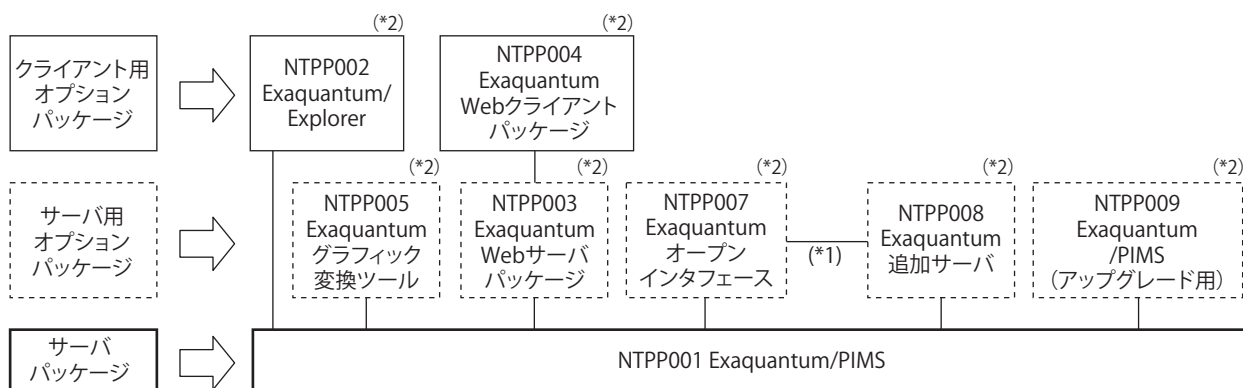 クライアント用
オプション
パッケージ
(*2)
NTPP002
Exaquantum/
Explorer
(*2)
NTPP004
Exaquantum
Webクライアント
パッケージ
サーバ用
オプション
パッケージ
(*2)
NTPP005
Exaquantum
グラフィック
変換ツール
(*2)
NTPP003
Exaquantum
Webサーバ
パッケージ
(*2)
NTPP007
Exaquantum
オープン
インタフェース
(*1)
(*2)
NTPP008
Exaquantum
追加サーバ
(*2)
NTPP009
Exaquantum
/PIMS
(アップグレード用)
サーバ
パッケージ
NTPP001 Exaquantum/PIMS